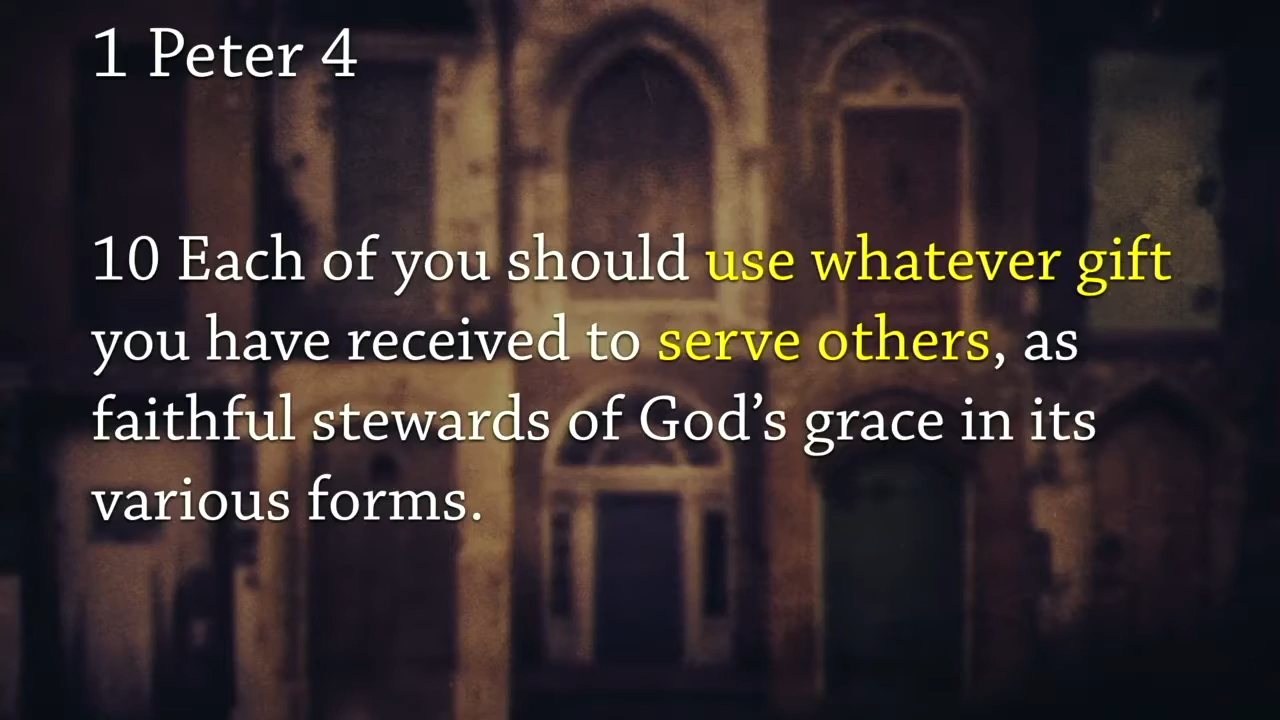 1 Peter 4
10 Each of you should use whatever gift
you have received to serve others, as
faithful stewards of God’s grace in its
various forms.